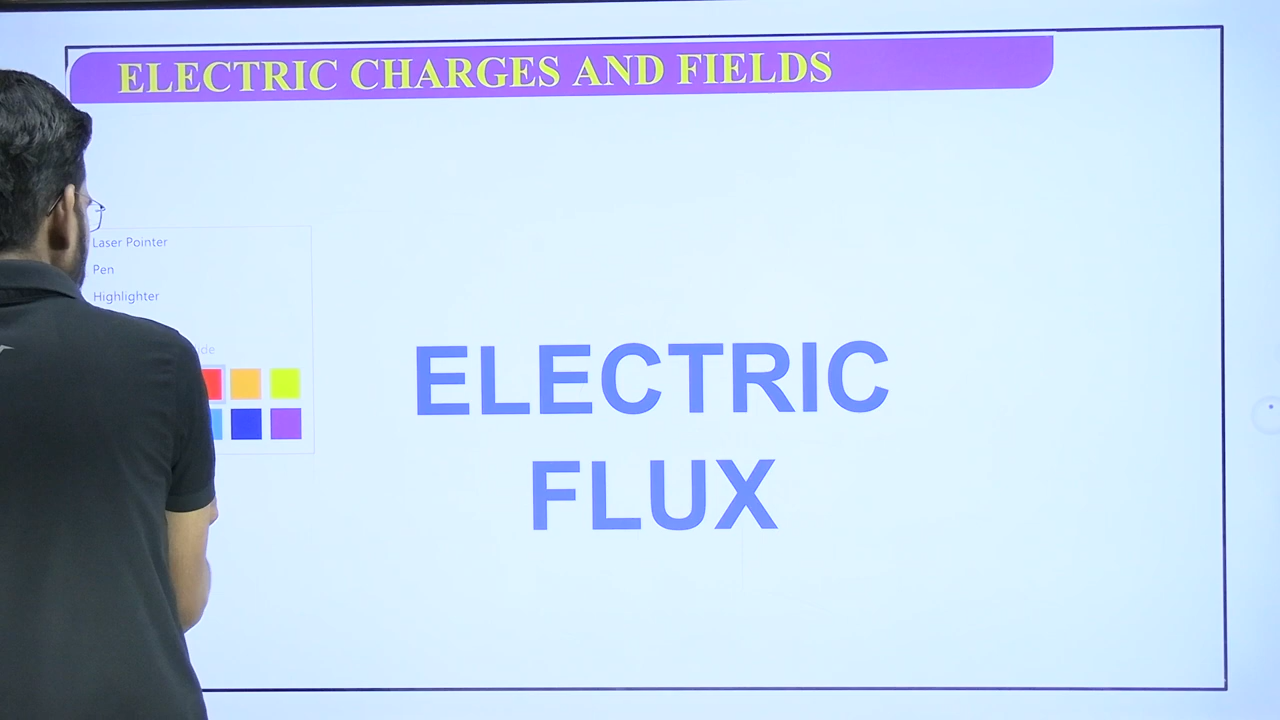 ELECTRIC CHARGES AND FIELDS
Laser Pointer
Pen
Highlighter
ELECTRIC
FLUX